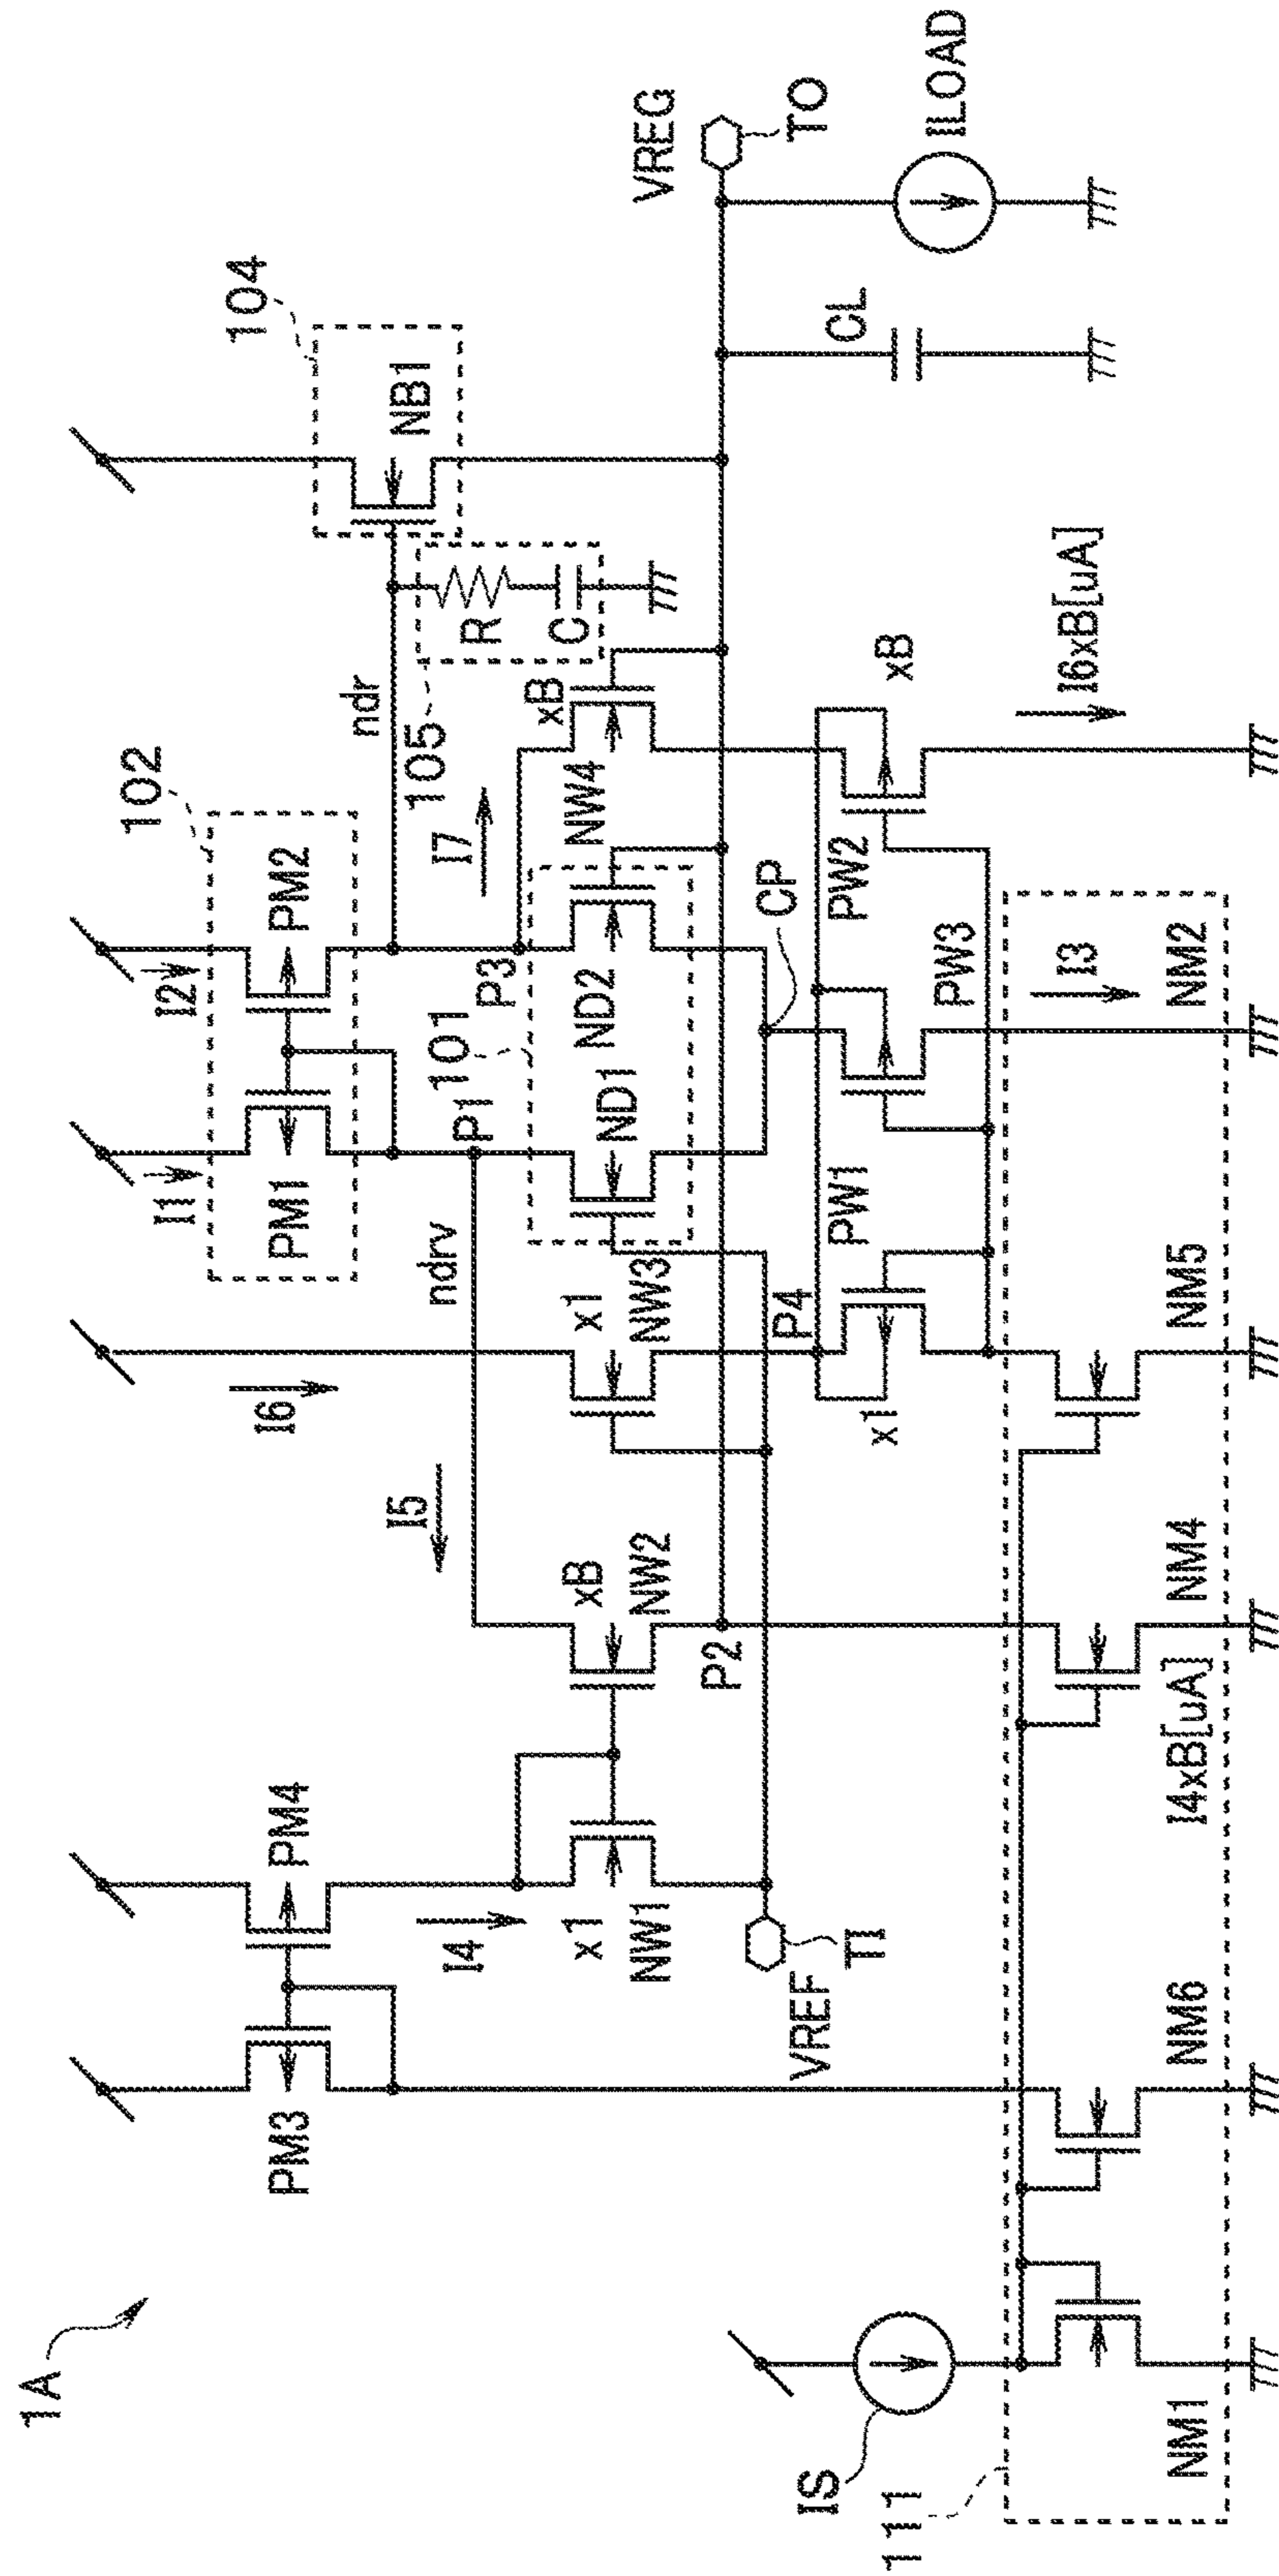 1A
IS
111
NM1
PM3
PM4
I4
x1
NW1
VREF
TI
NM6
I5
xB
NW2
P2
I4xB[uA]
NM4
I6
x1
NW3
P4
x1
PW1
NM5
ndrv
I1
PM1
P1
101
ND1
102
I2
PM2
P3
ND2
CP
PW3
I3
NM2
I7
ndr
105
xB
NW4
PW2
xB
I6xB[uA]
R
C
104
NB1
CL
VREG
TO
ILOAD